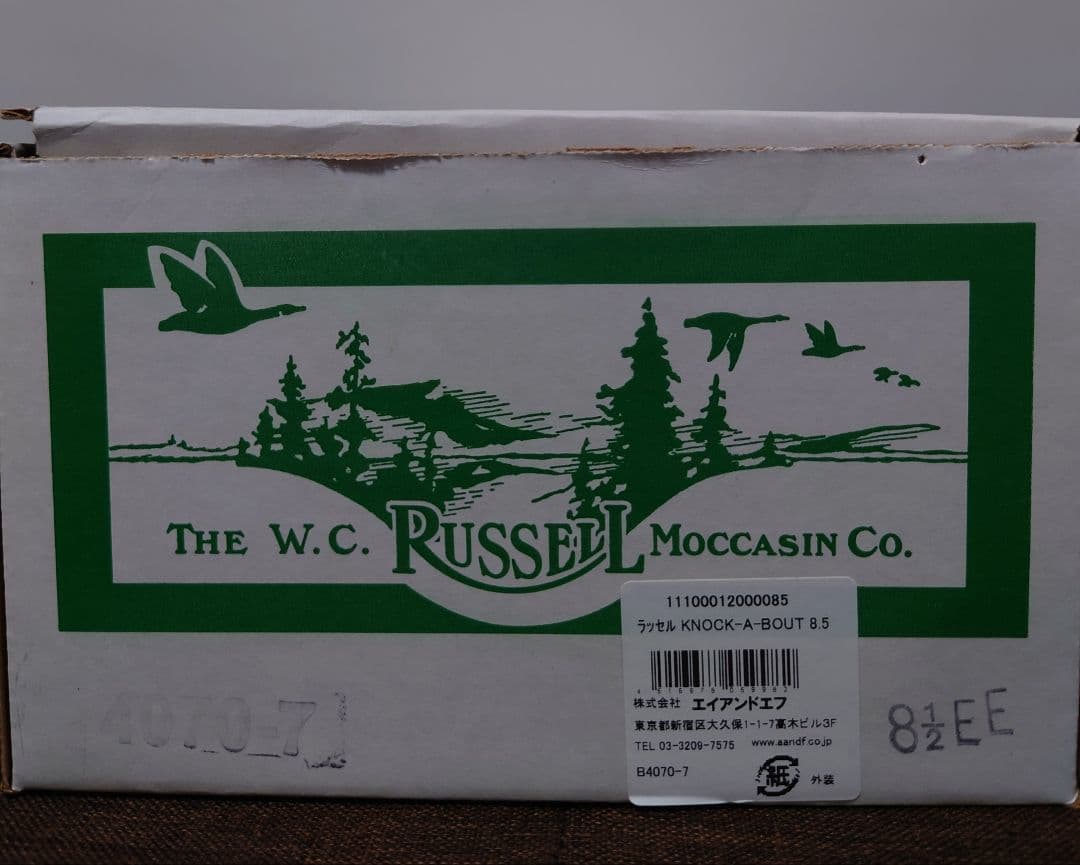 THE W.C. RUSSELL MOCCASIN CO.
11100012000085
ラッセル KNOCK-A-BOUT 8.5
株式会社 エイアンドエフ
東京都新宿区大久保1-1-7高木ビル3F
TEL 03-3209-7575 www.aandf.co.jp
B4070-7
紙 外装
4070-7
8½EE